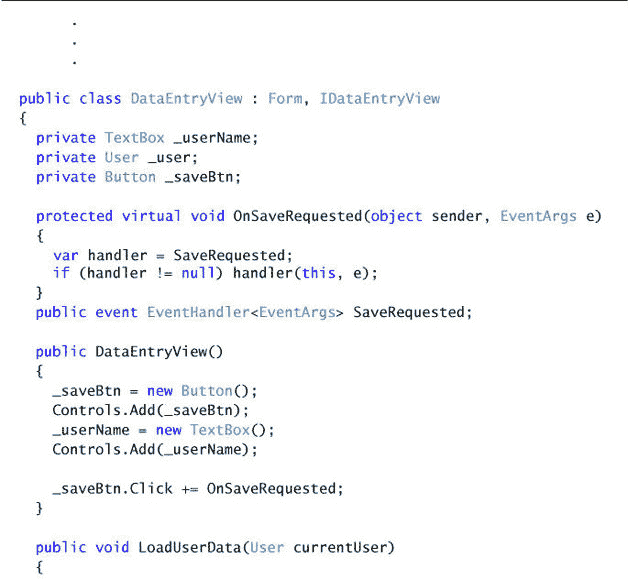 .
.
.
public class DataEntryView : Form, IDataEntryView
{
private TextBox _userName;
private User _user;
private Button _saveBtn;
protected virtual void OnSaveRequested(object sender, EventArgs e)
{
var handler = SaveRequested;
if (handler != null) handler(this, e);
}
public event EventHandler<EventArgs> SaveRequested;
public DataEntryView()
{
_saveBtn = new Button();
Controls.Add(_saveBtn);
_userName = new TextBox();
Controls.Add(_userName);
_saveBtn.Click += OnSaveRequested;
}
public void LoadUserData(User currentUser)
{